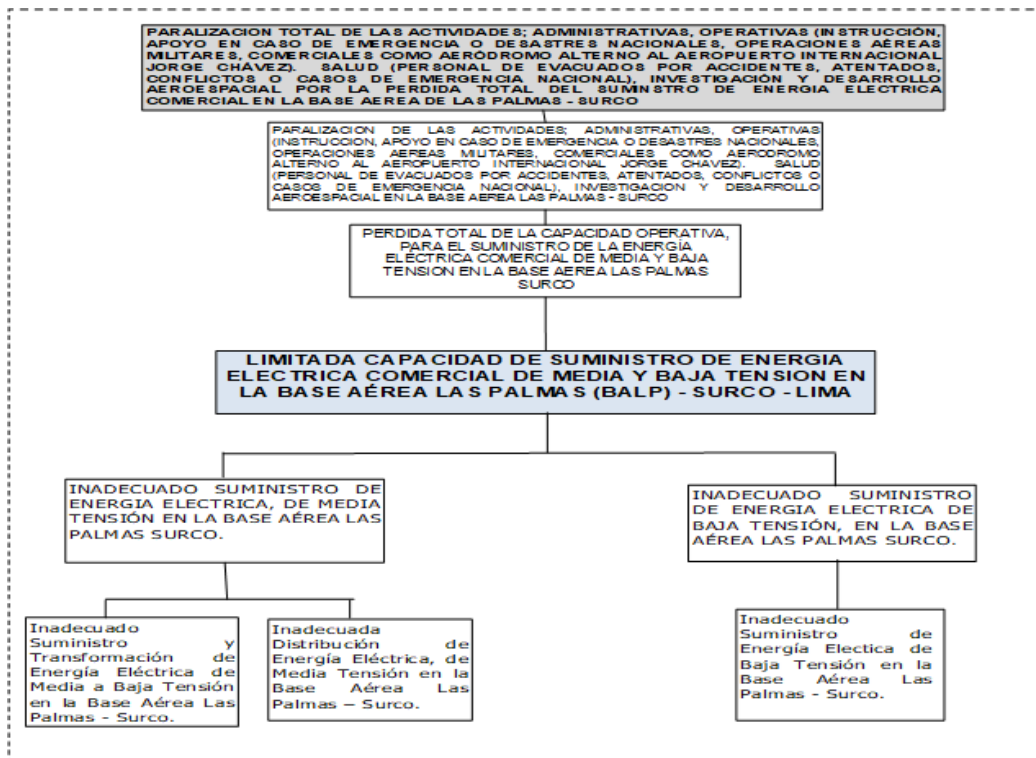 PARALIZACION TOTAL DE LAS ACTIVIDADES; ADMINISTRATIVAS, OPERATIVAS (INSTRUCCIÓN,
APOYO EN CASO DE EMERGENCIA O DESASTRES NACIONALES, OPERACIONES AÉREAS
MILITARES, COMERCIALES COMO AERÓDROMO ALTERNO AL AEROPUERTO INTERNACIONAL
JORGE CHÁVEZ). SALUD (PERSONAL DE EVACUADOS POR ACCIDENTES, ATENTADOS,
CONFLICTOS O CASOS DE EMERGENCIA NACIONAL), INVESTIGACIÓN Y DESARROLLO
AEROESPACIAL POR LA PERDIDA TOTAL DEL SUMINISTRO DE ENERGIA ELECTRICA
COMERCIAL EN LA BASE AEREA DE LAS PALMAS - SURCO
PARALIZACION DE LAS ACTIVIDADES; ADMINISTRATIVAS, OPERATIVAS
(INSTRUCCION, APOYO EN CASO DE EMERGENCIA O DESASTRES NACIONALES,
OPERACIONES AEREAS MILITARES, COMERCIALES COMO AERODROMO
ALTERNO AL AEROPUERTO INTERNACIONAL JORGE CHAVEZ). SALUD
(PERSONAL DE EVACUADOS POR ACCIDENTES, ATENTADOS, CONFLICTOS O
CASOS DE EMERGENCIA NACIONAL), INVESTIGACION Y DESARROLLO
AEROESPACIAL EN LA BASE AEREA LAS PALMAS - SURCO
PERDIDA TOTAL DE LA CAPACIDAD OPERATIVA,
PARA EL SUMINISTRO DE LA ENERGÍA
ELÉCTRICA COMERCIAL DE MEDIA Y BAJA
TENSION EN LA BASE AEREA LAS PALMAS
SURCO
LIMITADA CAPACIDAD DE SUMINISTRO DE ENERGIA
ELECTRICA COMERCIAL DE MEDIA Y BAJA TENSION EN
LA BASE AÉREA LAS PALMAS (BALP) - SURCO - LIMA
INADECUADO SUMINISTRO DE
ENERGIA ELECTRICA, DE MEDIA
TENSIÓN EN LA BASE AÉREA LAS
PALMAS SURCO.
INADECUADO SUMINISTRO
DE ENERGIA ELECTRICA DE
BAJA TENSIÓN, EN LA BASE
AÉREA LAS PALMAS SURCO.
Inadecuado
Suministro y
Transformación de
Energía Eléctrica de
Media a Baja Tensión
en la Base Aérea Las
Palmas - Surco.
Inadecuada
Distribución de
Energía Eléctrica, de
Media Tensión en la
Base Aérea Las
Palmas – Surco.
Inadecuado
Suministro de
Energía Electica de
Baja Tensión en la
Base Aérea Las
Palmas - Surco.